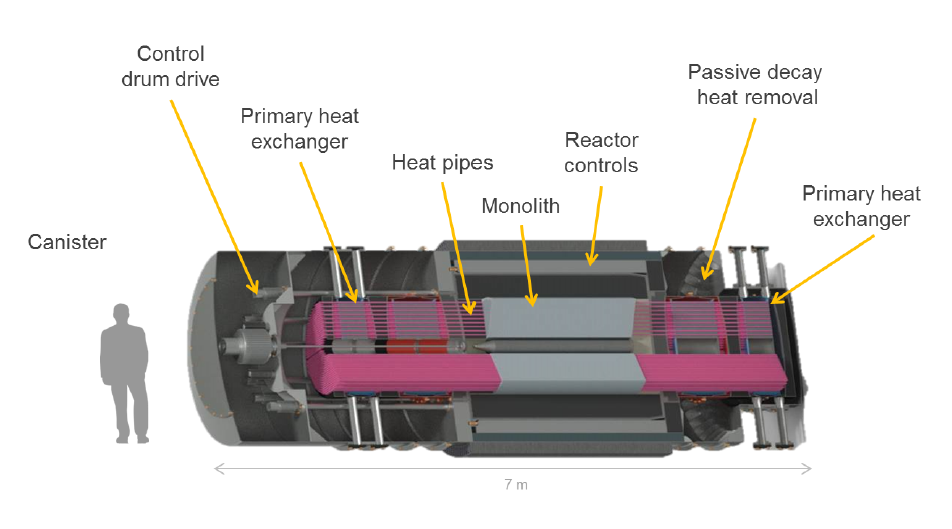 Control
drum drive
Primary heat
exchanger
Heat pipes
Monolith
Reactor
controls
Passive decay
heat removal
Primary heat
exchanger
Canister
7 m